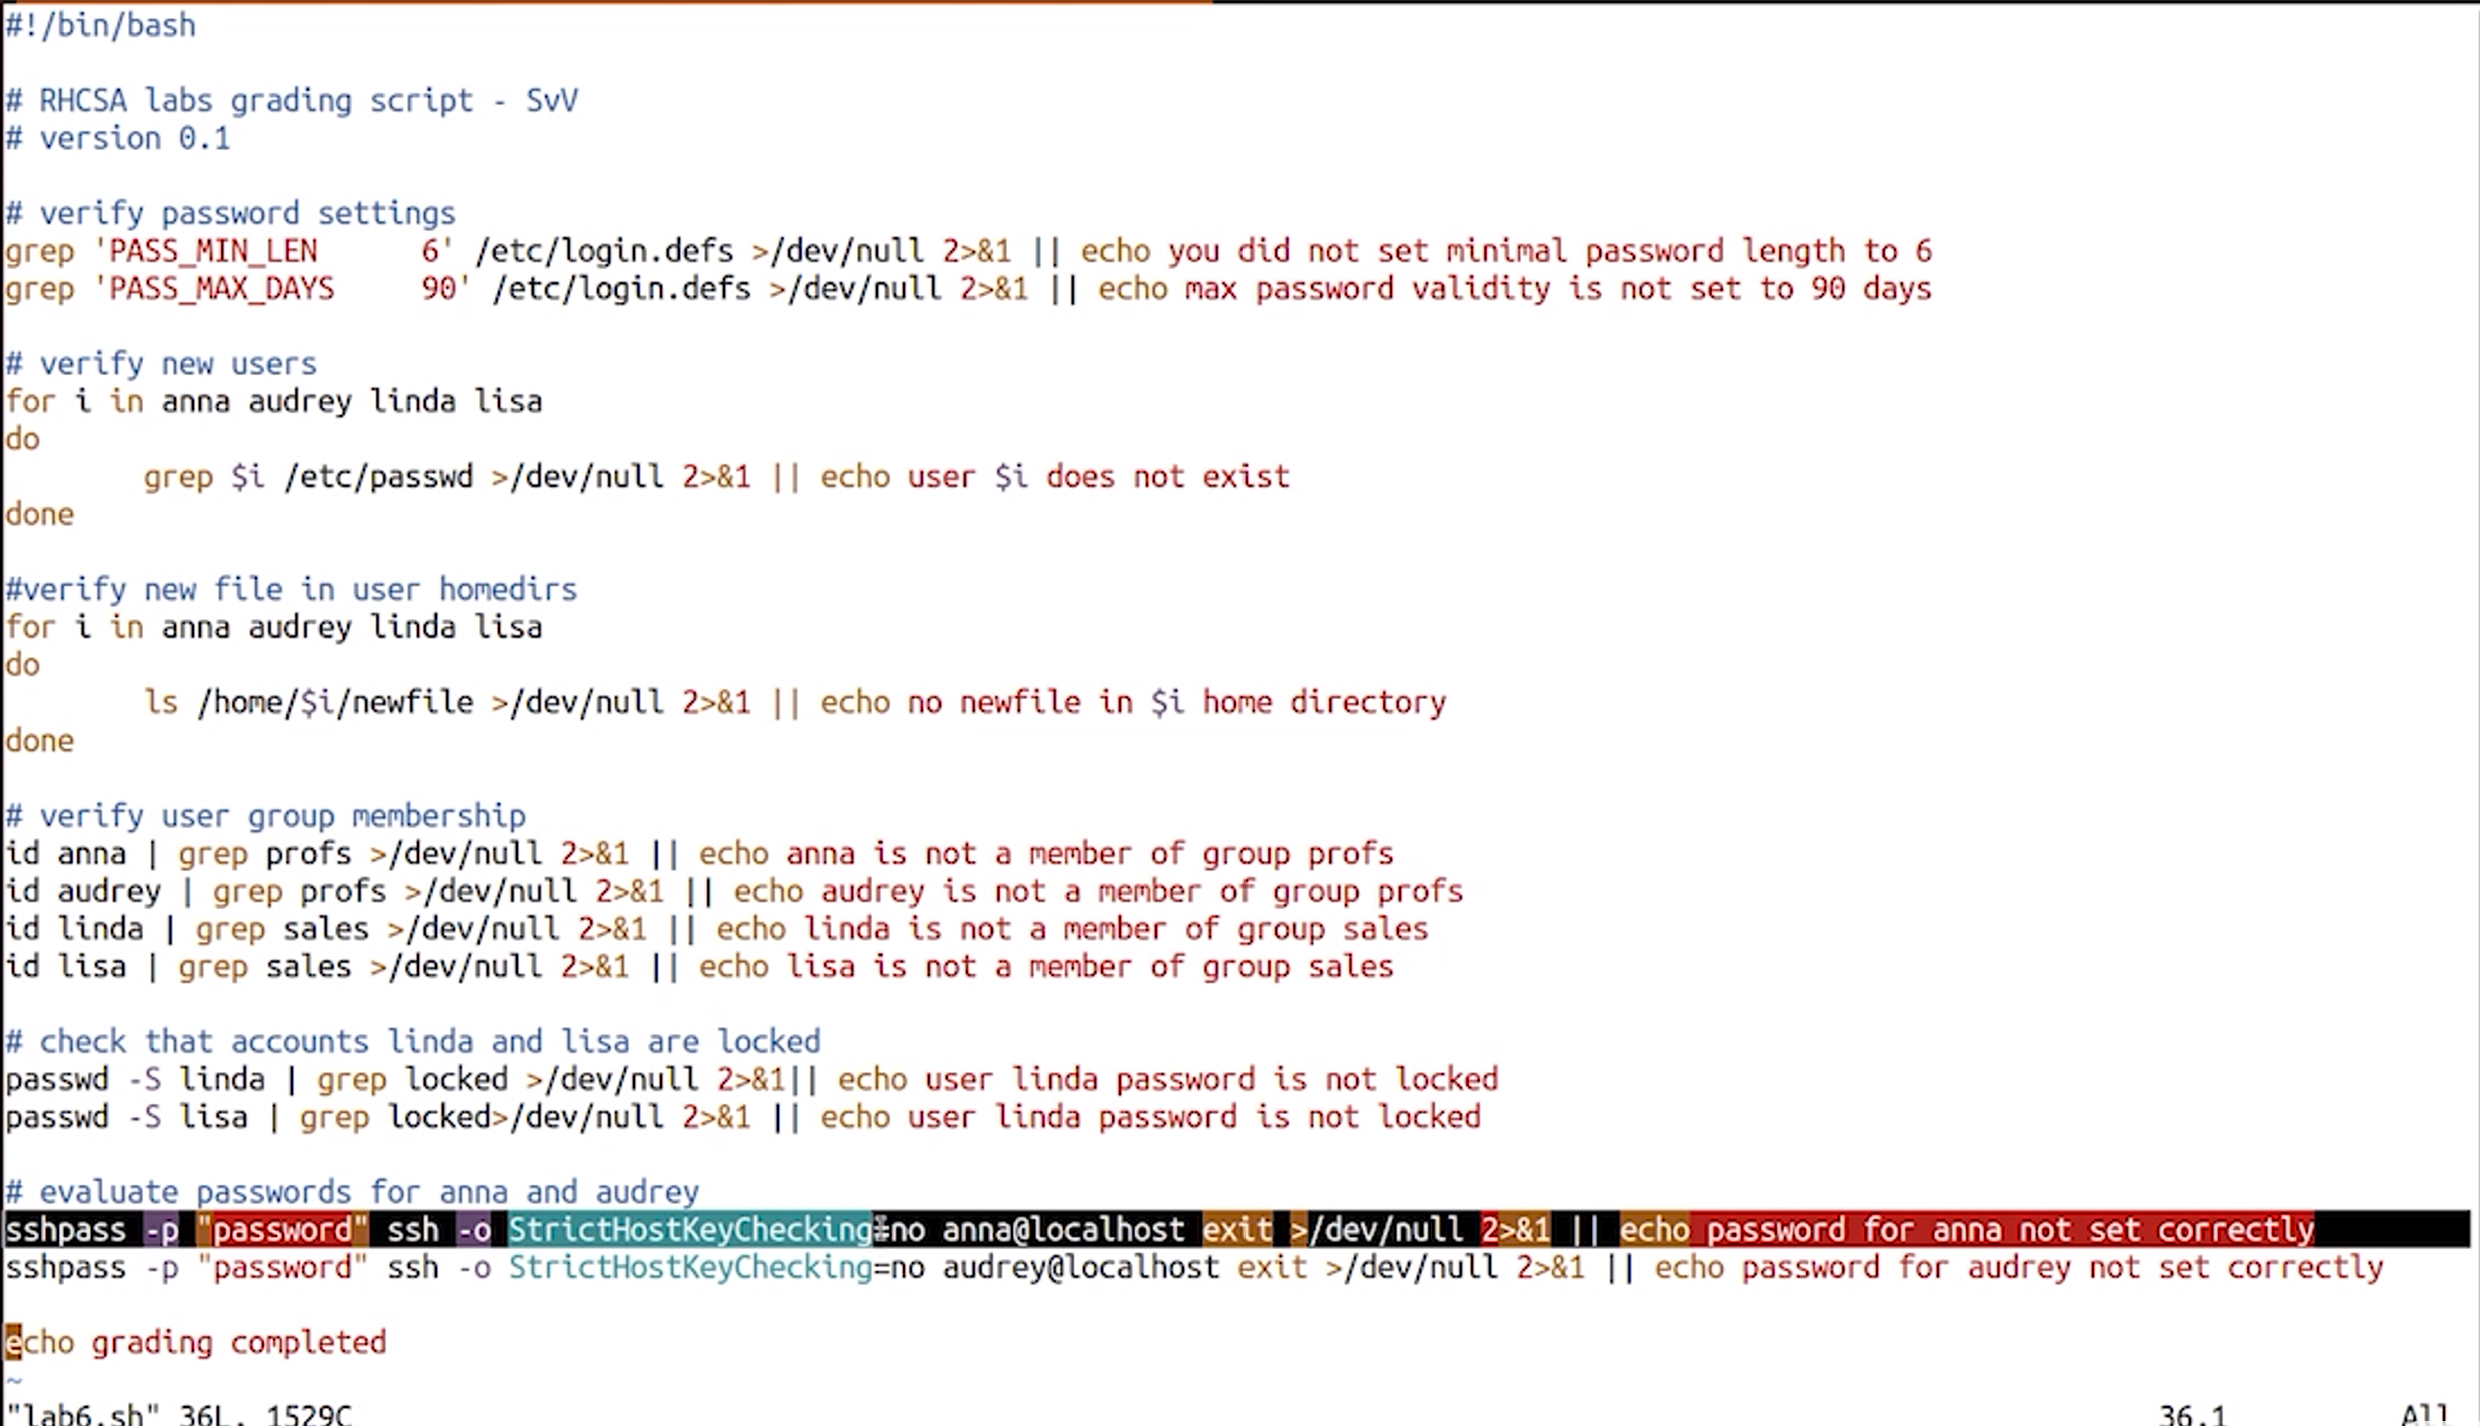 #!/bin/bash

# RHCSA labs grading script - SvV
# version 0.1

# verify password settings
grep 'PASS_MIN_LEN      6' /etc/login.defs >/dev/null 2>&1 || echo you did not set minimal password length to 6
grep 'PASS_MAX_DAYS     90' /etc/login.defs >/dev/null 2>&1 || echo max password validity is not set to 90 days

# verify new users
for i in anna audrey linda lisa
do
        grep $i /etc/passwd >/dev/null 2>&1 || echo user $i does not exist
done

#verify new file in user homedirs
for i in anna audrey linda lisa
do
        ls /home/$i/newfile >/dev/null 2>&1 || echo no newfile in $i home directory
done

# verify user group membership
id anna | grep profs >/dev/null 2>&1 || echo anna is not a member of group profs
id audrey | grep profs >/dev/null 2>&1 || echo audrey is not a member of group profs
id linda | grep sales >/dev/null 2>&1 || echo linda is not a member of group sales
id lisa | grep sales >/dev/null 2>&1 || echo lisa is not a member of group sales

# check that accounts linda and lisa are locked
passwd -S linda | grep locked >/dev/null 2>&1|| echo user linda password is not locked
passwd -S lisa | grep locked>/dev/null 2>&1 || echo user linda password is not locked

# evaluate passwords for anna and audrey
sshpass -p "password" ssh -o StrictHostKeyChecking=no anna@localhost exit >/dev/null 2>&1 || echo password for anna not set correctly
sshpass -p "password" ssh -o StrictHostKeyChecking=no audrey@localhost exit >/dev/null 2>&1 || echo password for audrey not set correctly

echo grading completed
~
"lab6.sh" 36L, 1529C 36,1 All